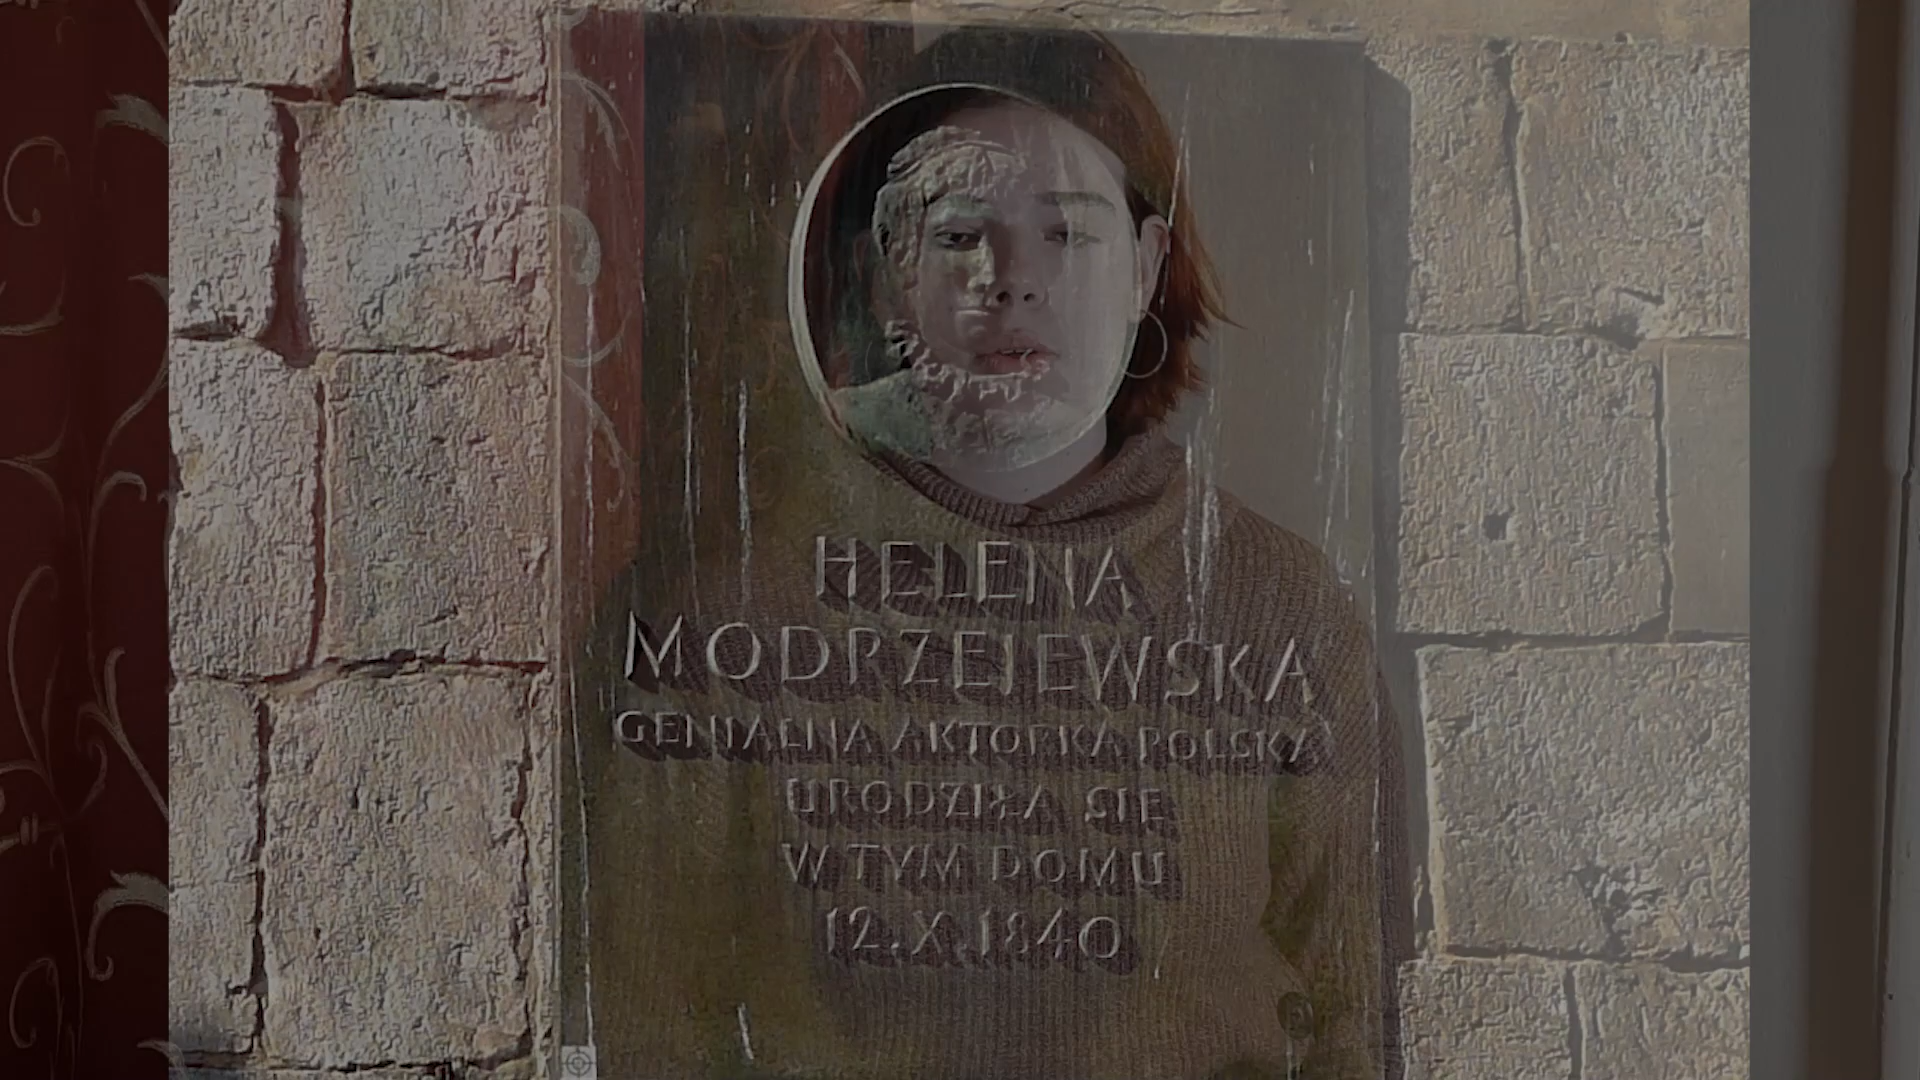 HELENA
MODRZEJEWSKA
GENIALNA AKTORKA POLSKA
URODZIŁA SIĘ
W TYM DOMU
12.X.1840